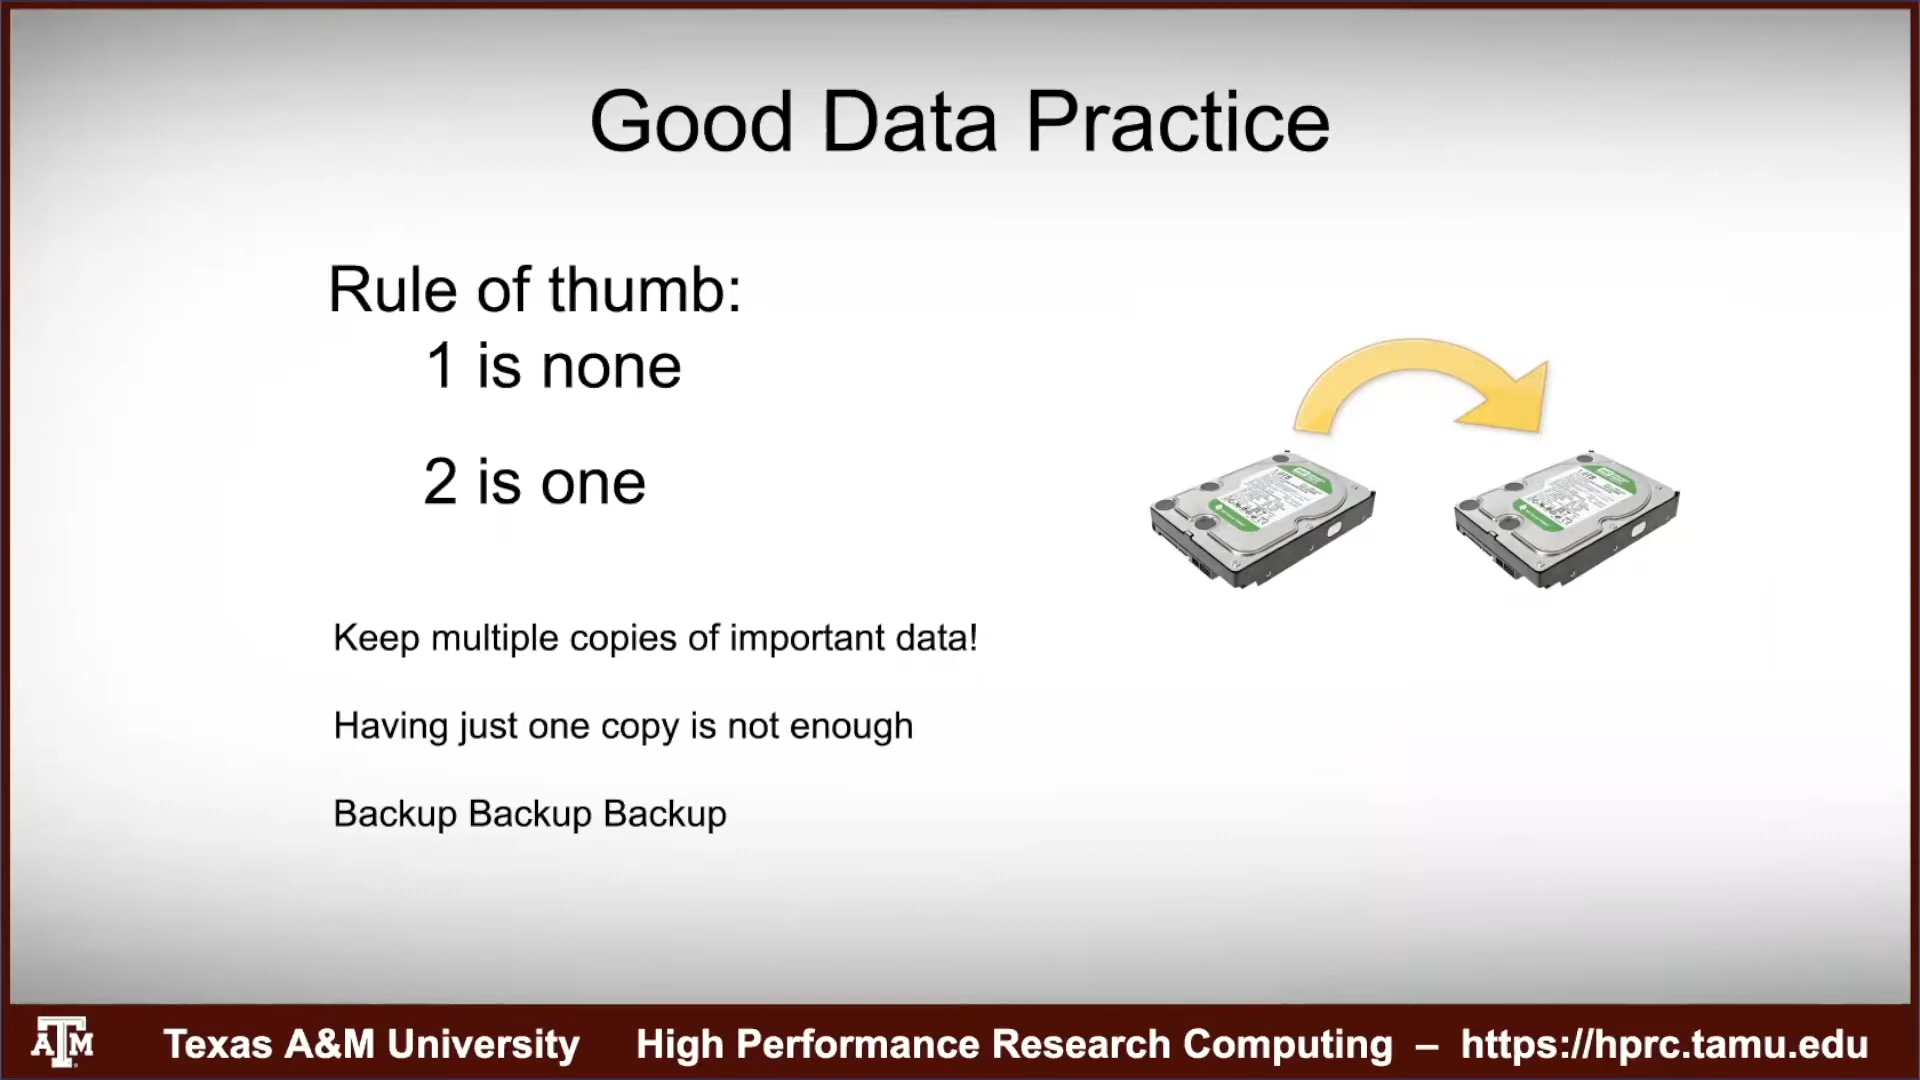 Good Data Practice
Rule of thumb:
1 is none
2 is one
Keep multiple copies of important data!
Having just one copy is not enough
Backup Backup Backup
ATM Texas A&M University High Performance Research Computing – https://hprc.tamu.edu